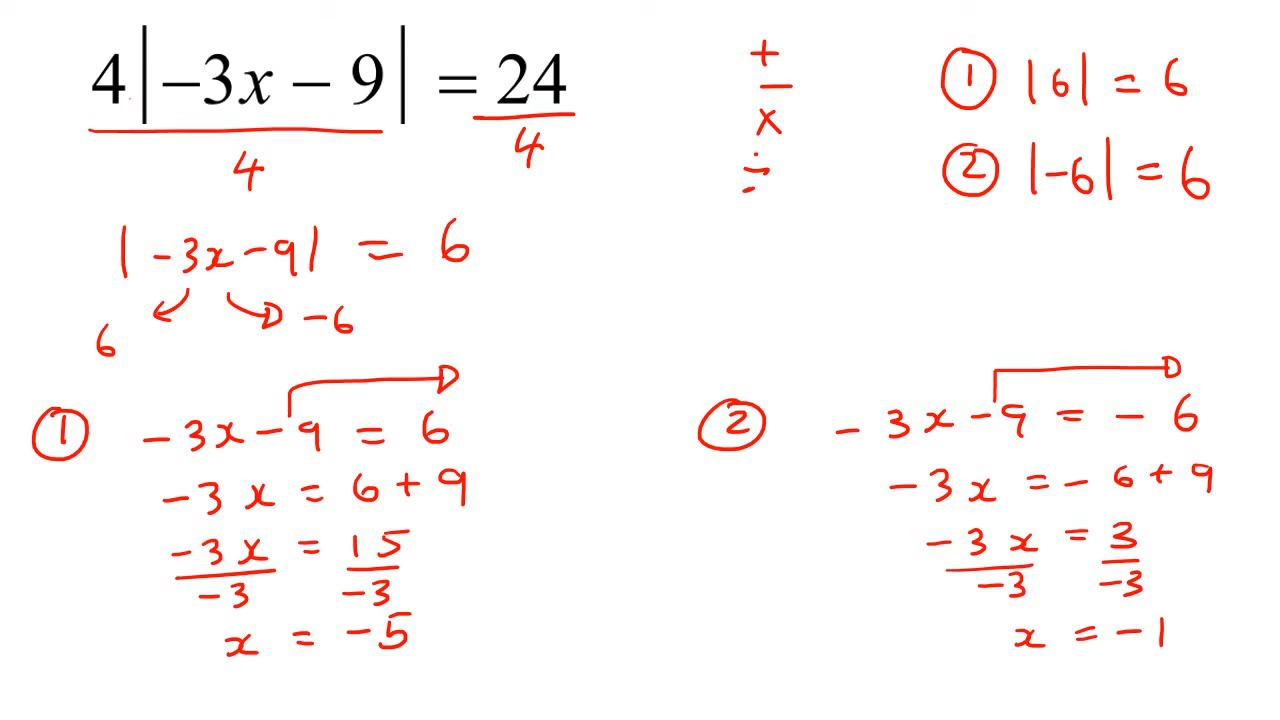 4|−3x − 9| = 24
4 4
|-3x-9| = 6
6 -6
① -3x-9 = 6
-3x = 6+9
-3x = 15
-3 -3
x = -5
+
−
×
÷
=
① |6| = 6
② |-6| = 6
② -3x-9 = -6
-3x = -6+9
-3x = 3
-3 -3
x = -1